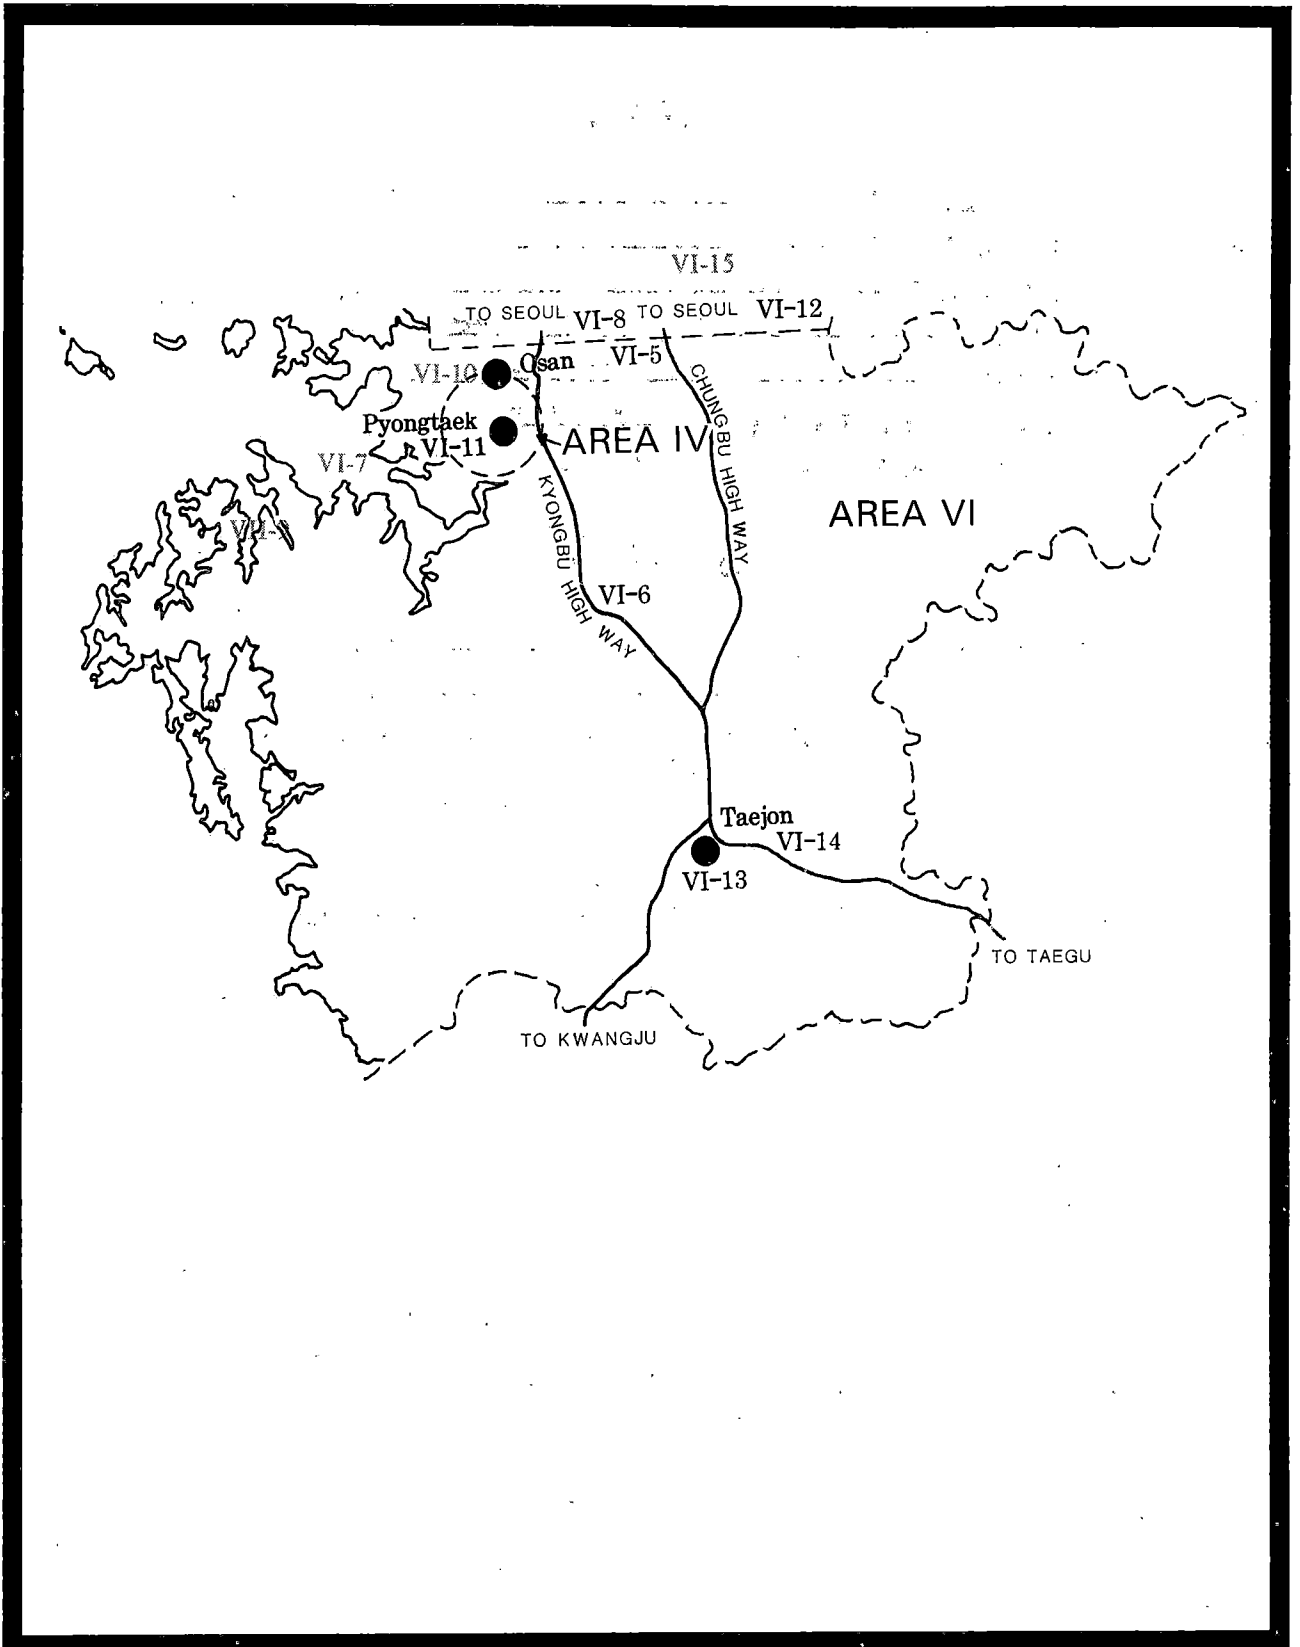 VI-15
TO SEOUL VI-8 TO SEOUL VI-12
VI-5
Osan
VI-10
CHUNGBU HIGH WAY
Pyongtaek
VI-11
AREA IV
VI-7
KYONGBU HIGH WAY
AREA VI
VI-6
Taejon
VI-14
VI-13
TO TAEGU
TO KWANGJU